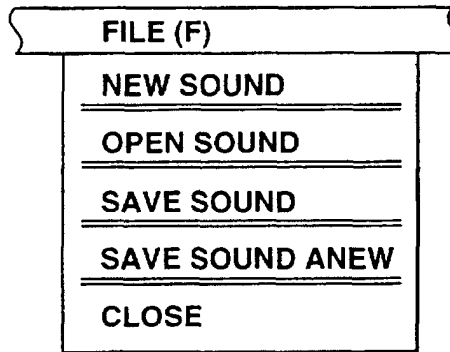 FILE (F)
NEW SOUND
OPEN SOUND
SAVE SOUND
SAVE SOUND ANEW
CLOSE